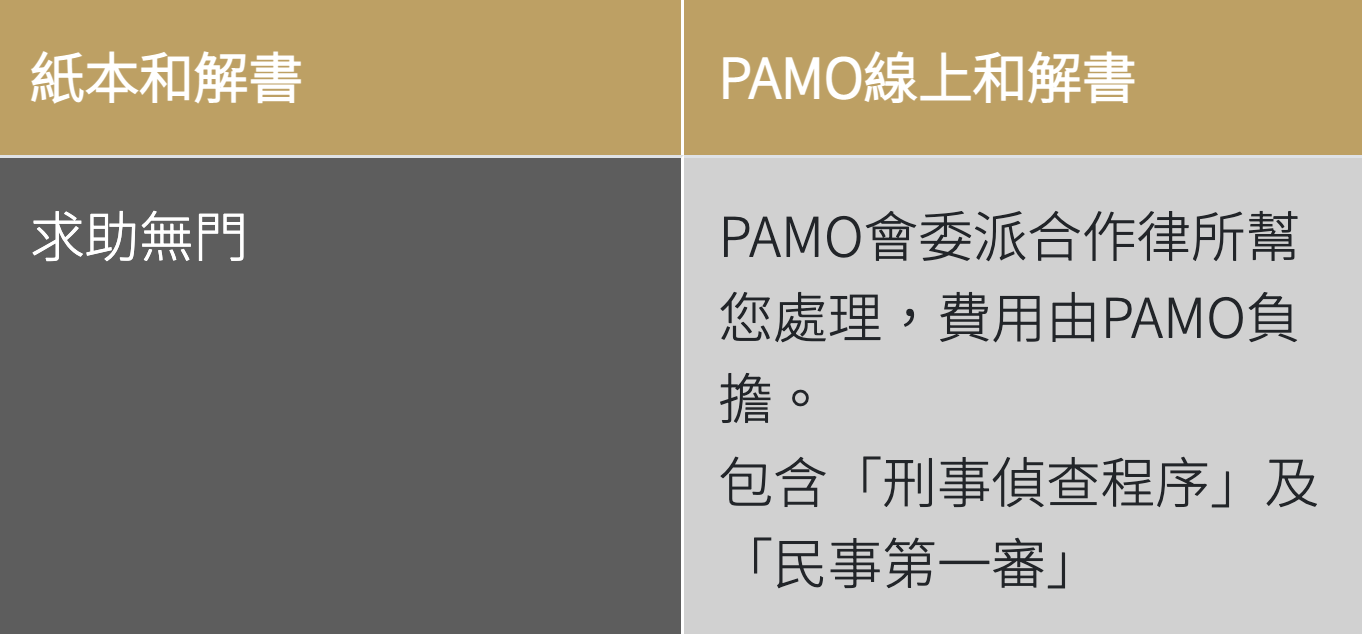 紙本和解書
PAMO線上和解書
求助無門
PAMO會委派合作律所幫
您處理，費用由PAMO負
擔。
包含「刑事偵查程序」及
「民事第一審」